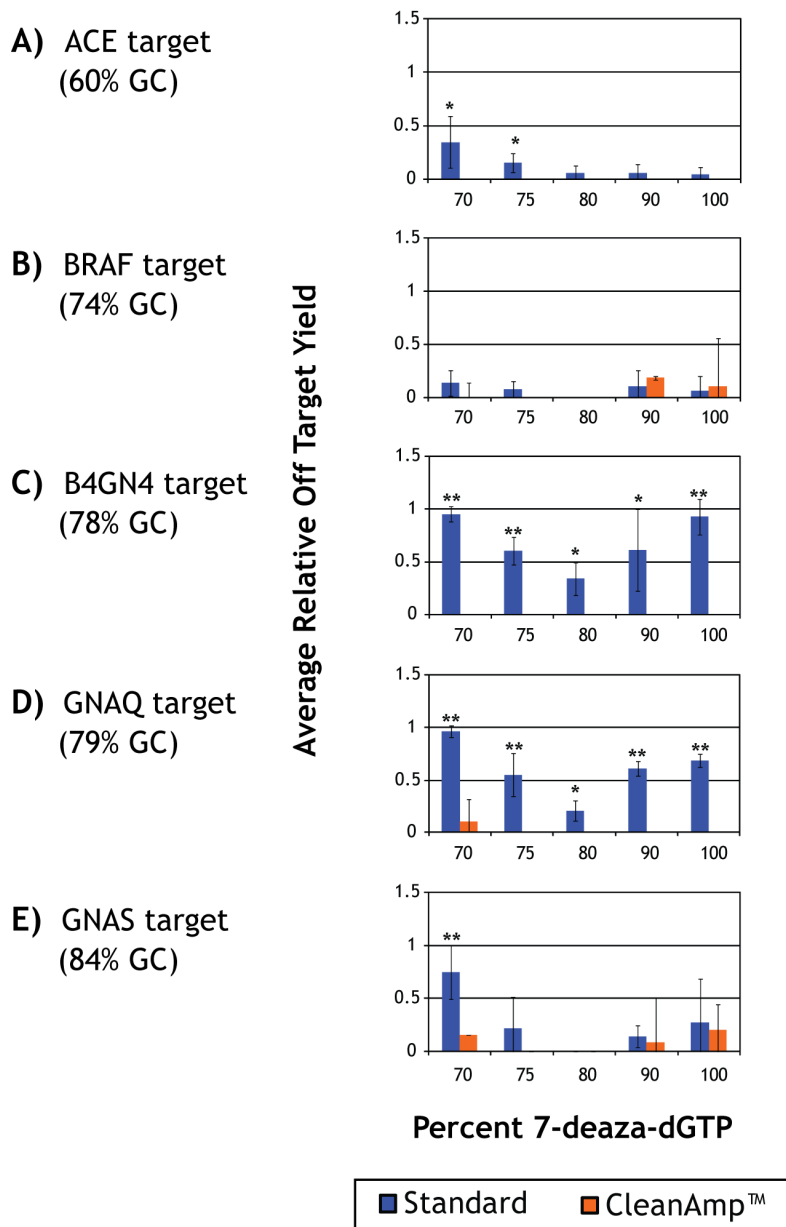 A) ACE target
(60% GC)
1.5
1
0.5
0
*
*
70 75 80 90 100
B) BRAF target
(74% GC)
1.5
1
0.5
0
70 75 80 90 100
C) B4GN4 target
(78% GC)
1.5
1
0.5
0
** ** * * **
70 75 80 90 100
D) GNAQ target
(79% GC)
1.5
1
0.5
0
** ** * ** **
70 75 80 90 100
E) GNAS target
(84% GC)
1.5
1
0.5
0
**
70 75 80 90 100
Average Relative Off Target Yield
Percent 7-deaza-dGTP
Standard CleanAmp™